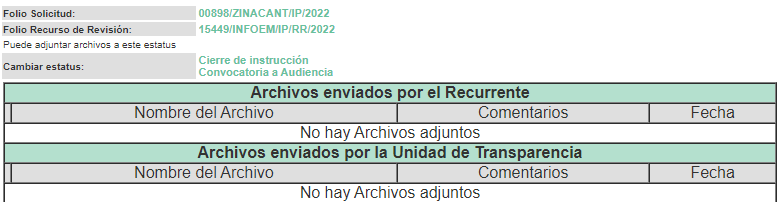 Folio Solicitud: 00898/ZINACANT/IP/2022
Folio Recurso de Revisión: 15449/INFOEM/IP/RR/2022
Puede adjuntar archivos a este estatus
Cambiar estatus: Cierre de instrucción
Convocatoria a Audiencia
Archivos enviados por el Recurrente
Nombre del Archivo Comentarios Fecha
No hay Archivos adjuntos
Archivos enviados por la Unidad de Transparencia
Nombre del Archivo Comentarios Fecha
No hay Archivos adjuntos